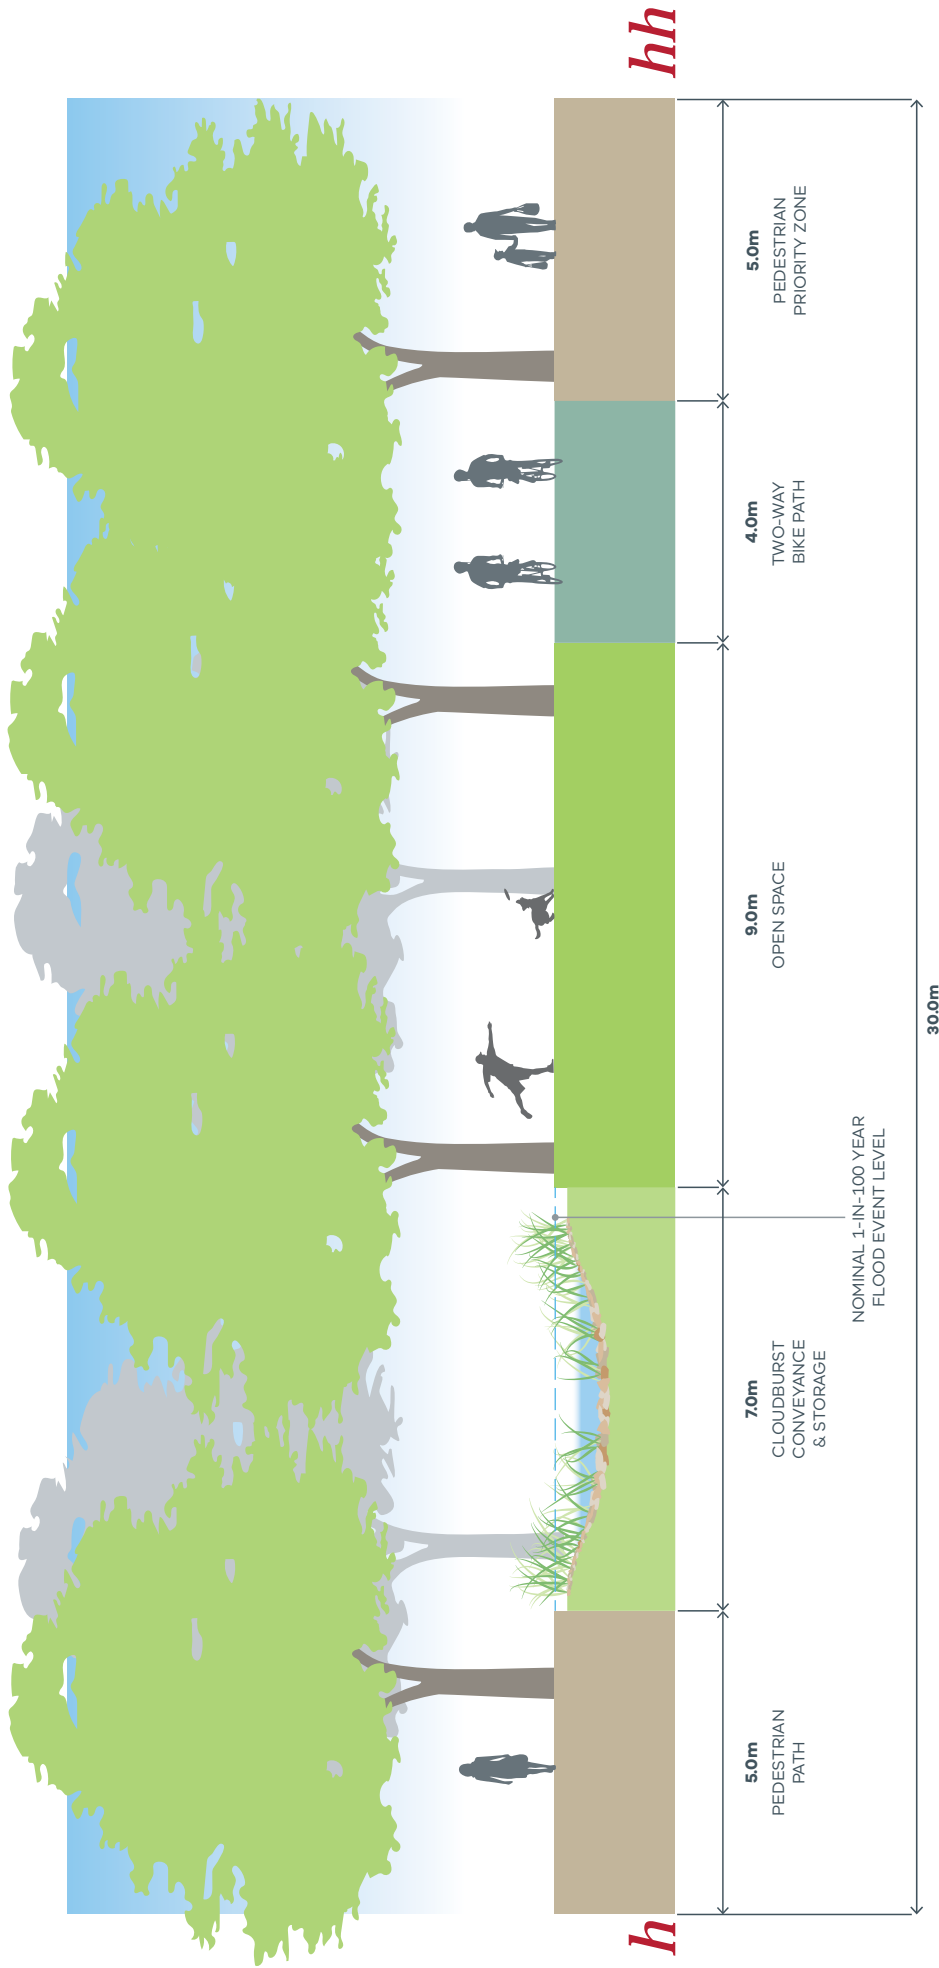 h
hh
5.0m
PEDESTRIAN
PATH
7.0m
CLOUDBURST
CONVEYANCE
& STORAGE
9.0m
OPEN SPACE
4.0m
TWO-WAY
BIKE PATH
5.0m
PEDESTRIAN
PRIORITY ZONE
NOMINAL 1-IN-100 YEAR
FLOOD EVENT LEVEL
30.0m